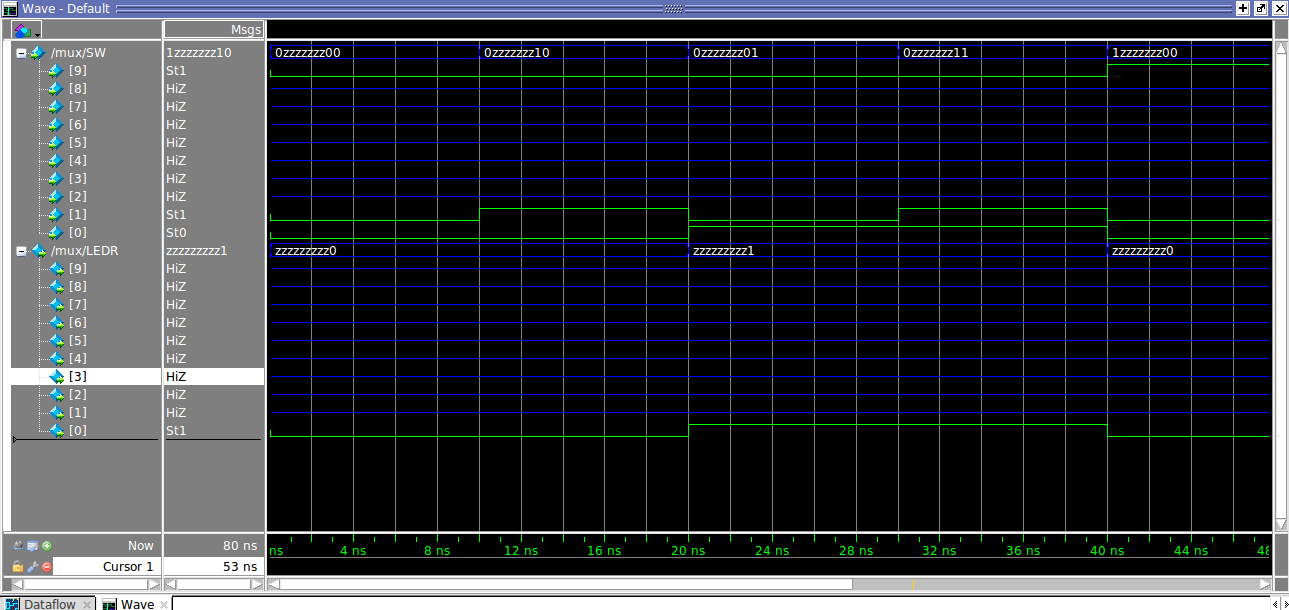 Wave - Default
Msgs
/mux/SW 1zzzzzzz10 0zzzzzzz00 0zzzzzzz10 0zzzzzzz01 0zzzzzzz11 1zzzzzzz00
[9] St1
[8] HiZ
[7] HiZ
[6] HiZ
[5] HiZ
[4] HiZ
[3] HiZ
[2] HiZ
[1] St1
[0] St0
/mux/LEDR zzzzzzzzz1 zzzzzzzzz0 zzzzzzzzz1 zzzzzzzzz0
[9] HiZ
[8] HiZ
[7] HiZ
[6] HiZ
[5] HiZ
[4] HiZ
[3] HiZ
[2] HiZ
[1] HiZ
[0] St1
Now 80 ns ns 4 ns 8 ns 12 ns 16 ns 20 ns 24 ns 28 ns 32 ns 36 ns 40 ns 44 ns 48
Cursor 1 53 ns
Dataflow Wave